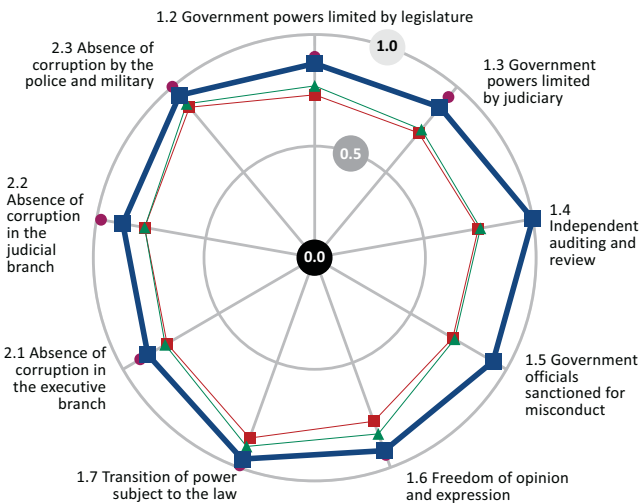 1.2 Government powers limited by legislature
1.0
1.3 Government
powers limited
by judiciary
0.5
1.4
Independent
auditing and
review
0.0
1.5 Government
officials
sanctioned for
misconduct
1.6 Freedom of opinion
and expression
1.7 Transition of power
subject to the law
2.1 Absence of
corruption in
the executive
branch
2.2
Absence of
corruption
in the
judicial
branch
2.3 Absence of
corruption by the
police and military